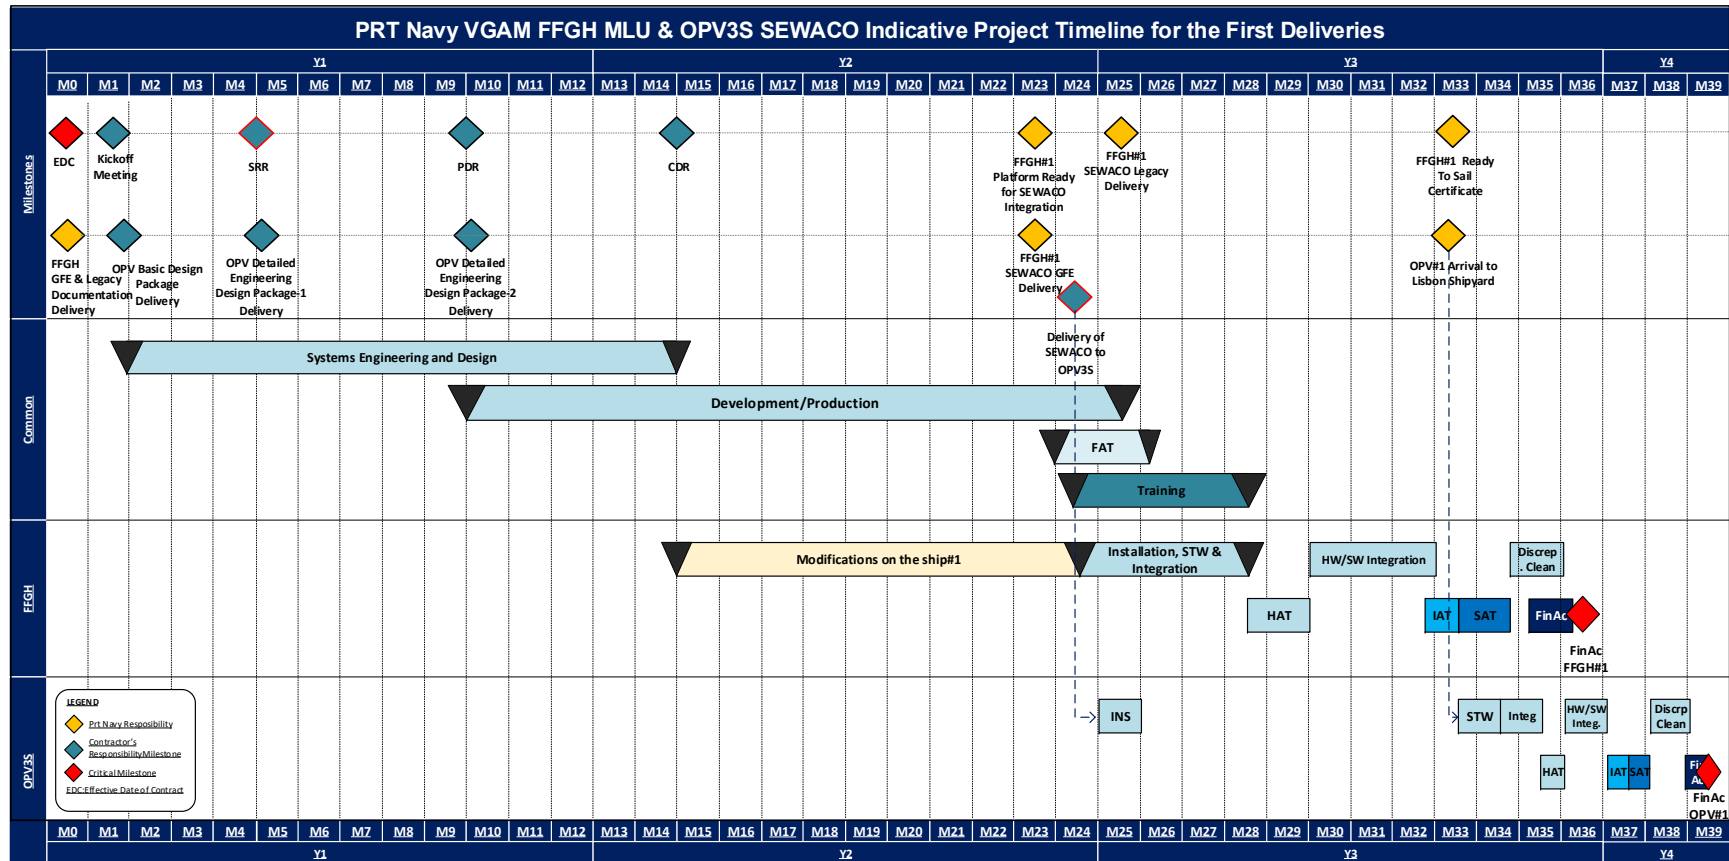 PRT Navy VGAM FFGH MLU & OPV3S SEWACO Indicative Project Timeline for the First Deliveries
Y1 Y2 Y3 Y4
M0 M1 M2 M3 M4 M5 M6 M7 M8 M9 M10 M11 M12 M13 M14 M15 M16 M17 M18 M19 M20 M21 M22 M23 M24 M25 M26 M27 M28 M29 M30 M31 M32 M33 M34 M35 M36 M37 M38 M39
Milestones
EDC
Kickoff
Meeting
SRR
PDR
CDR
FFGH#1
Platform Ready
for SEWACO
Integration
FFGH#1
SEWACO Legacy
Delivery
FFGH#1 Ready
To Sail
Certificate
FFGH
GFE & Legacy
Documentation
Delivery
OPV Basic Design
Package
Delivery
OPV Detailed
Engineering
Design Package-1
Delivery
OPV Detailed
Engineering
Design Package-2
Delivery
FFGH#1
SEWACO GFE
Delivery
OPV#1 Arrival to
Lisbon Shipyard
Delivery of
SEWACO to
OPV3S
Common
Systems Engineering and Design
Development/Production
FAT
Training
FFGH
Modifications on the ship#1
Installation, STW &
Integration
HW/SW Integration
Discrep
. Clean
HAT
IAT
SAT
FinAc
FinAc
FFGH#1
OPV3S
LEGEND
Prt Navy Resposibility
Contractor's
Responsibility Milestone
Critical Milestone
EDC:Effective Date of Contract
INS
STW
Integ
HW/SW
Integ.
Discrp
Clean
HAT
IAT
SAT
FinAc
OPV#1
M0 M1 M2 M3 M4 M5 M6 M7 M8 M9 M10 M11 M12 M13 M14 M15 M16 M17 M18 M19 M20 M21 M22 M23 M24 M25 M26 M27 M28 M29 M30 M31 M32 M33 M34 M35 M36 M37 M38 M39
Y1 Y2 Y3 Y4